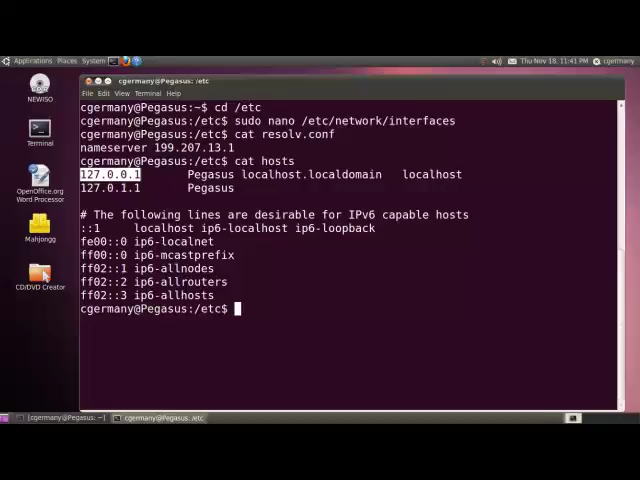 Applications Places System
Thu Nov 18, 11:41 PM cgermany
NEWISO
Terminal
OpenOffice.org
Word Processor
Mahjongg
CD/DVD Creator
cgermany@Pegasus: /etc
File Edit View Terminal Help
cgermany@Pegasus:~$ cd /etc
cgermany@Pegasus:/etc$ sudo nano /etc/network/interfaces
cgermany@Pegasus:/etc$ cat resolv.conf
nameserver 199.207.13.1
cgermany@Pegasus:/etc$ cat hosts
127.0.0.1 Pegasus localhost.localdomain localhost
127.0.1.1 Pegasus
# The following lines are desirable for IPv6 capable hosts
::1 localhost ip6-localhost ip6-loopback
fe00::0 ip6-localnet
ff00::0 ip6-mcastprefix
ff02::1 ip6-allnodes
ff02::2 ip6-allrouters
ff02::3 ip6-allhosts
cgermany@Pegasus:/etc$
[cgermany@Pegasus: ~]
cgermany@Pegasus: /etc